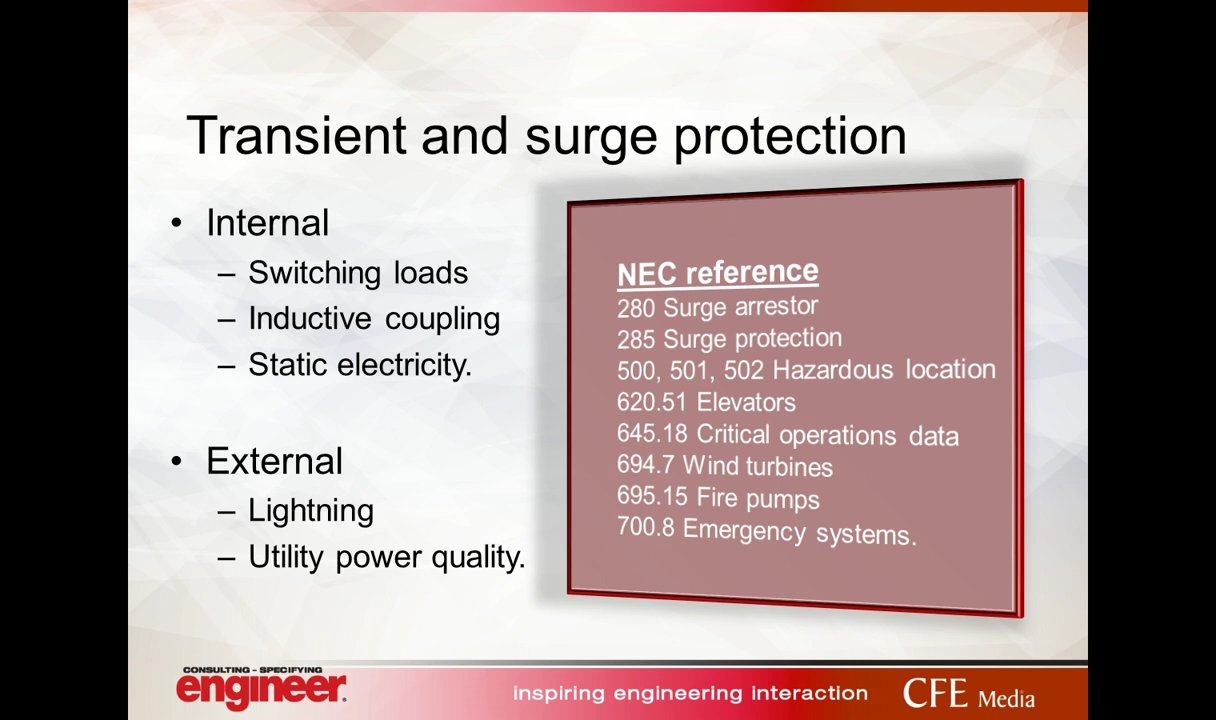 Transient and surge protection
• Internal
– Switching loads
– Inductive coupling
– Static electricity.
• External
– Lightning
– Utility power quality.
NEC reference
280 Surge arrestor
285 Surge protection
500, 501, 502 Hazardous location
620.51 Elevators
645.18 Critical operations data
694.7 Wind turbines
695.15 Fire pumps
700.8 Emergency systems.
CONSULTING - SPECIFYING
engineer.
inspiring engineering interaction
CFE Media